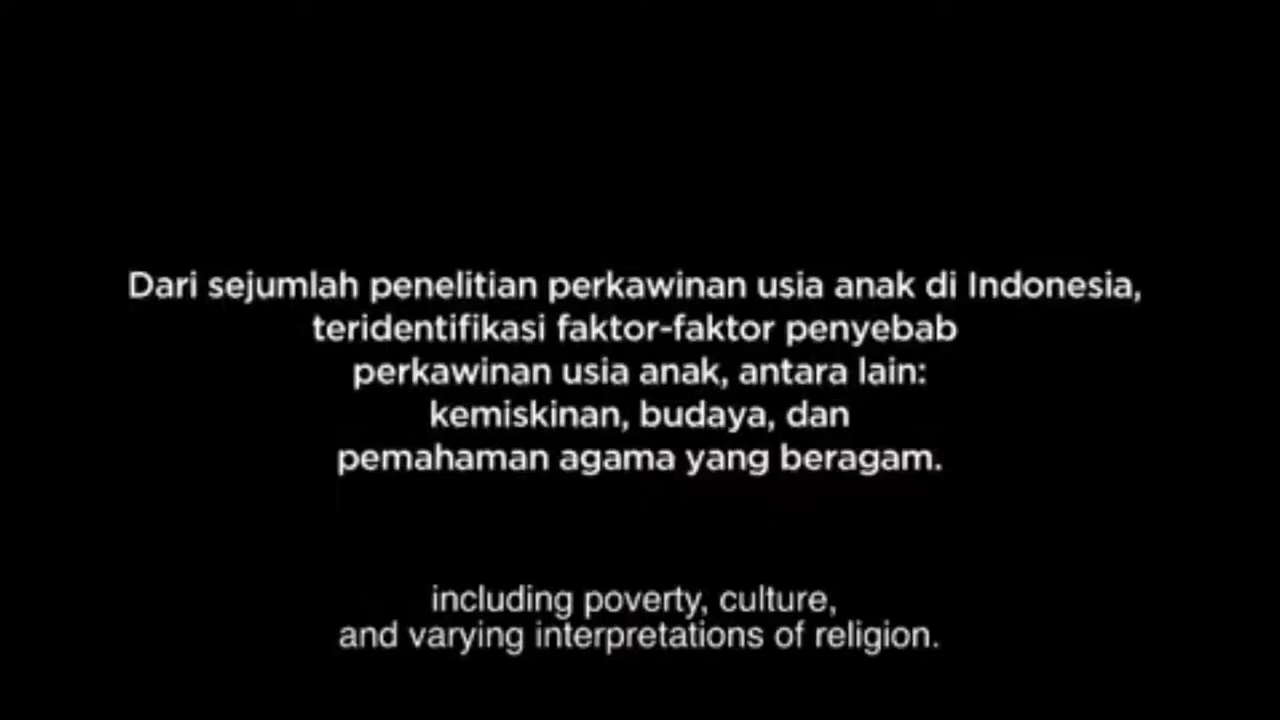 Dari sejumlah penelitian perkawinan usia anak di Indonesia,
teridentifikasi faktor-faktor penyebab
perkawinan usia anak, antara lain:
kemiskinan, budaya, dan
pemahaman agama yang beragam.
including poverty, culture,
and varying interpretations of religion.